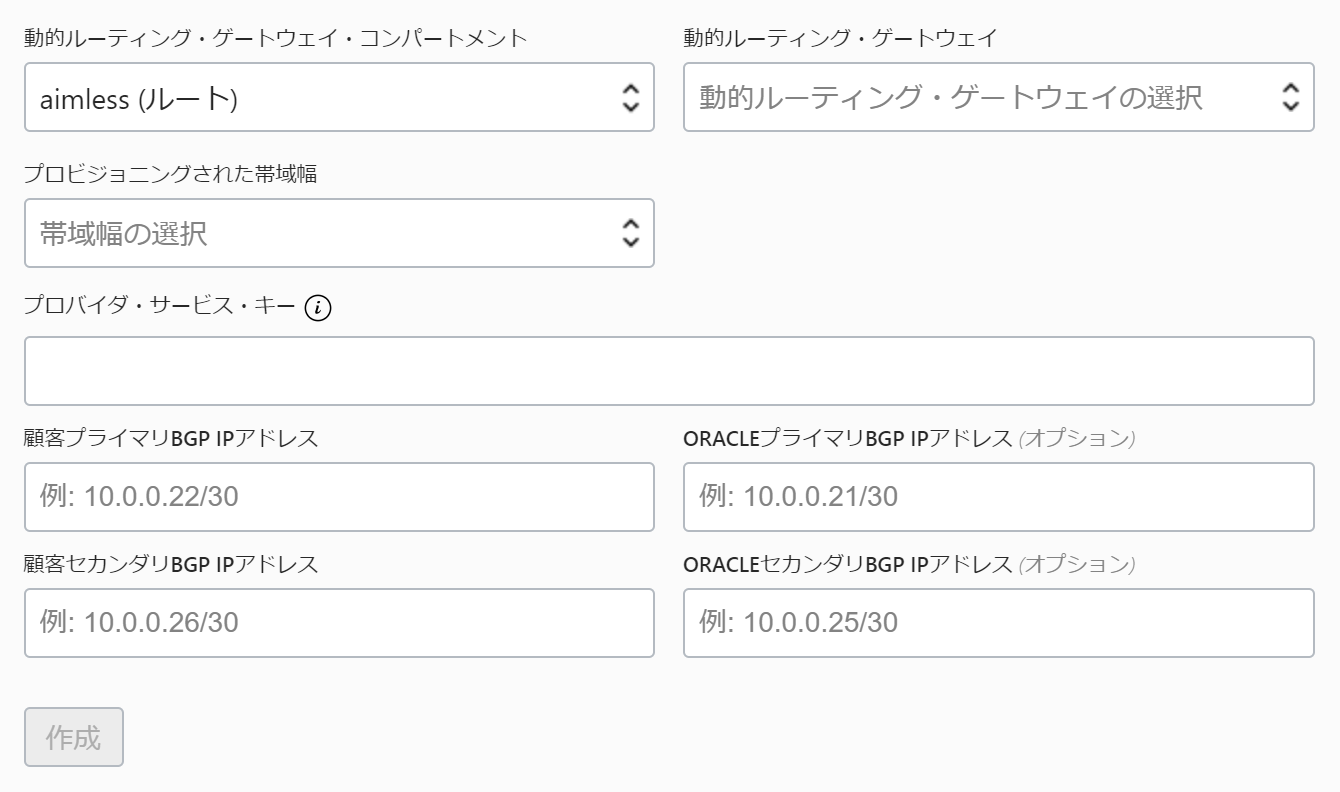 動的ルーティング・ゲートウェイ・コンパートメント
動的ルーティング・ゲートウェイ
aimless (ルート)
動的ルーティング・ゲートウェイの選択
プロビジョニングされた帯域幅
帯域幅の選択
プロバイダ・サービス・キー i
顧客プライマリBGP IPアドレス
ORACLEプライマリBGP IPアドレス (オプション)
例: 10.0.0.22/30
例: 10.0.0.21/30
顧客セカンダリBGP IPアドレス
ORACLEセカンダリBGP IPアドレス (オプション)
例: 10.0.0.26/30
例: 10.0.0.25/30
作成